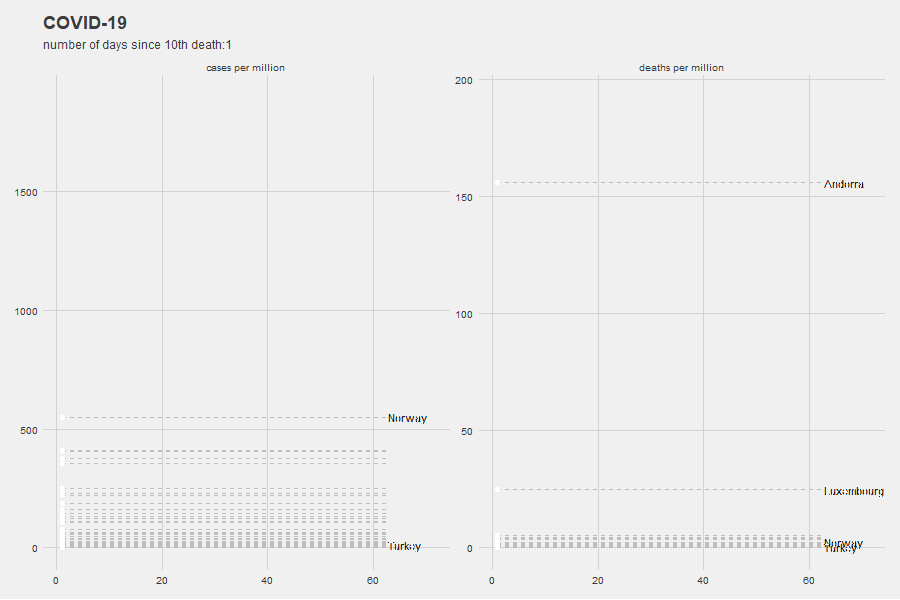 COVID-19
number of days since 10th death:1
cases per million
deaths per million
200
Andorra
150
1500
1000
100
500
50
Norway
Luxembourg
0
Turkey
0
Norway
Turkey
0 20 40 60
0 20 40 60